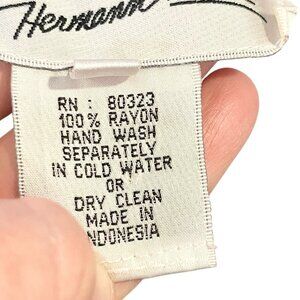 Hermann
RN : 80323
100% RAYON
HAND WASH
SEPARATELY
IN COLD WATER
OR
DRY CLEAN
MADE IN
INDONESIA